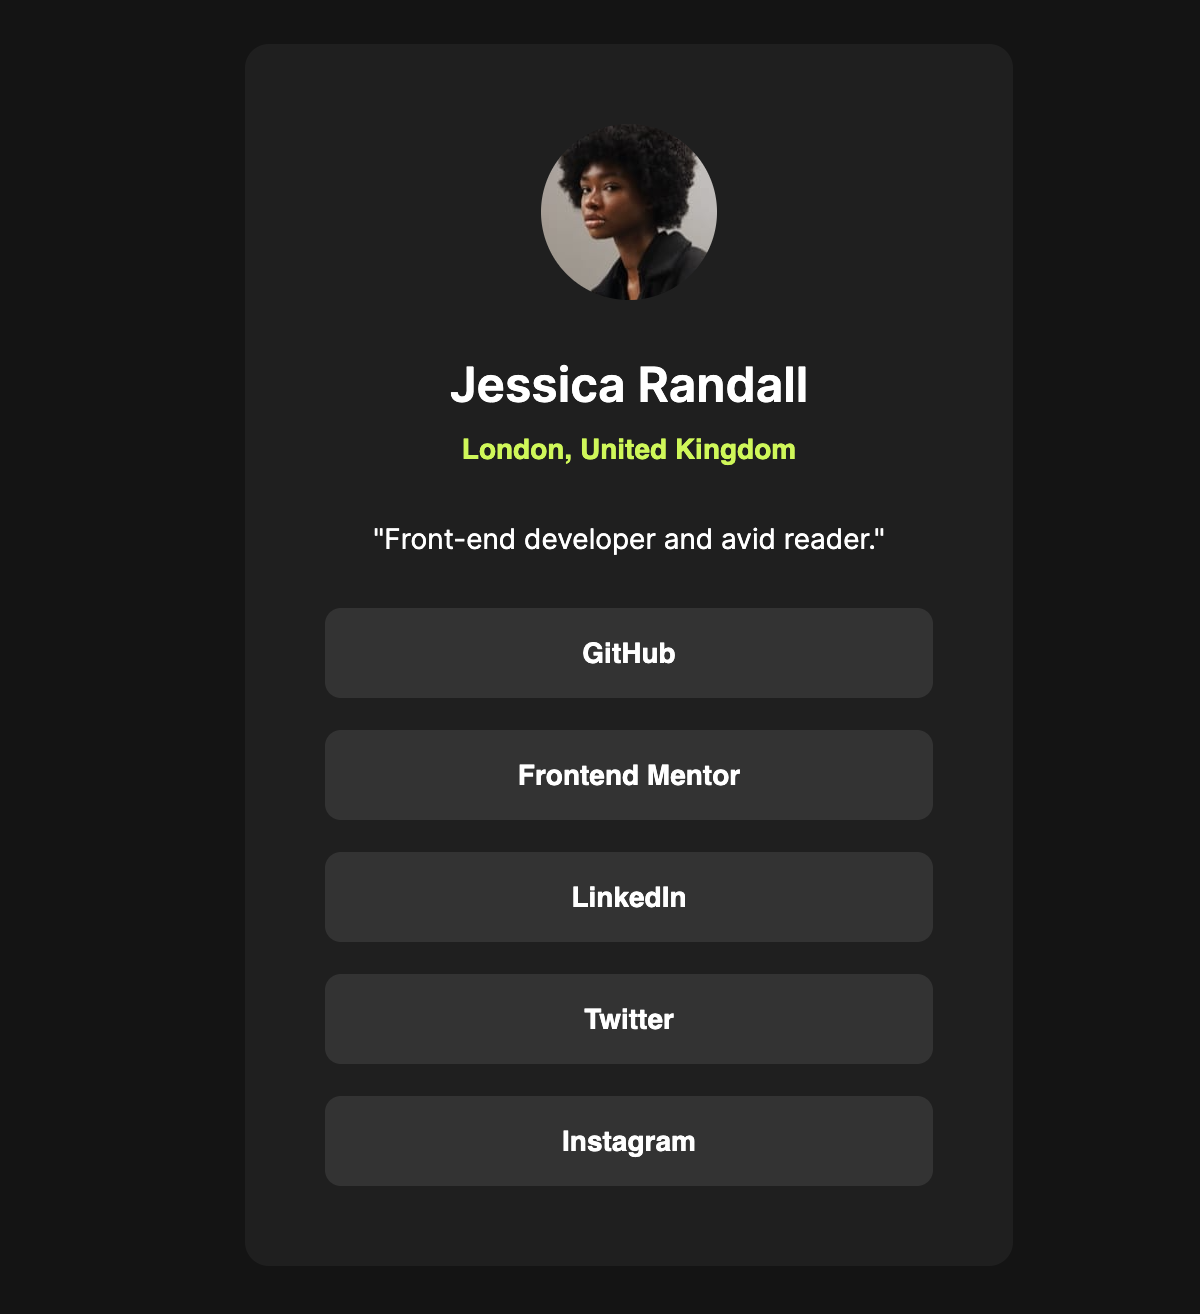 Jessica Randall
London, United Kingdom
"Front-end developer and avid reader."
GitHub
Frontend Mentor
LinkedIn
Twitter
Instagram